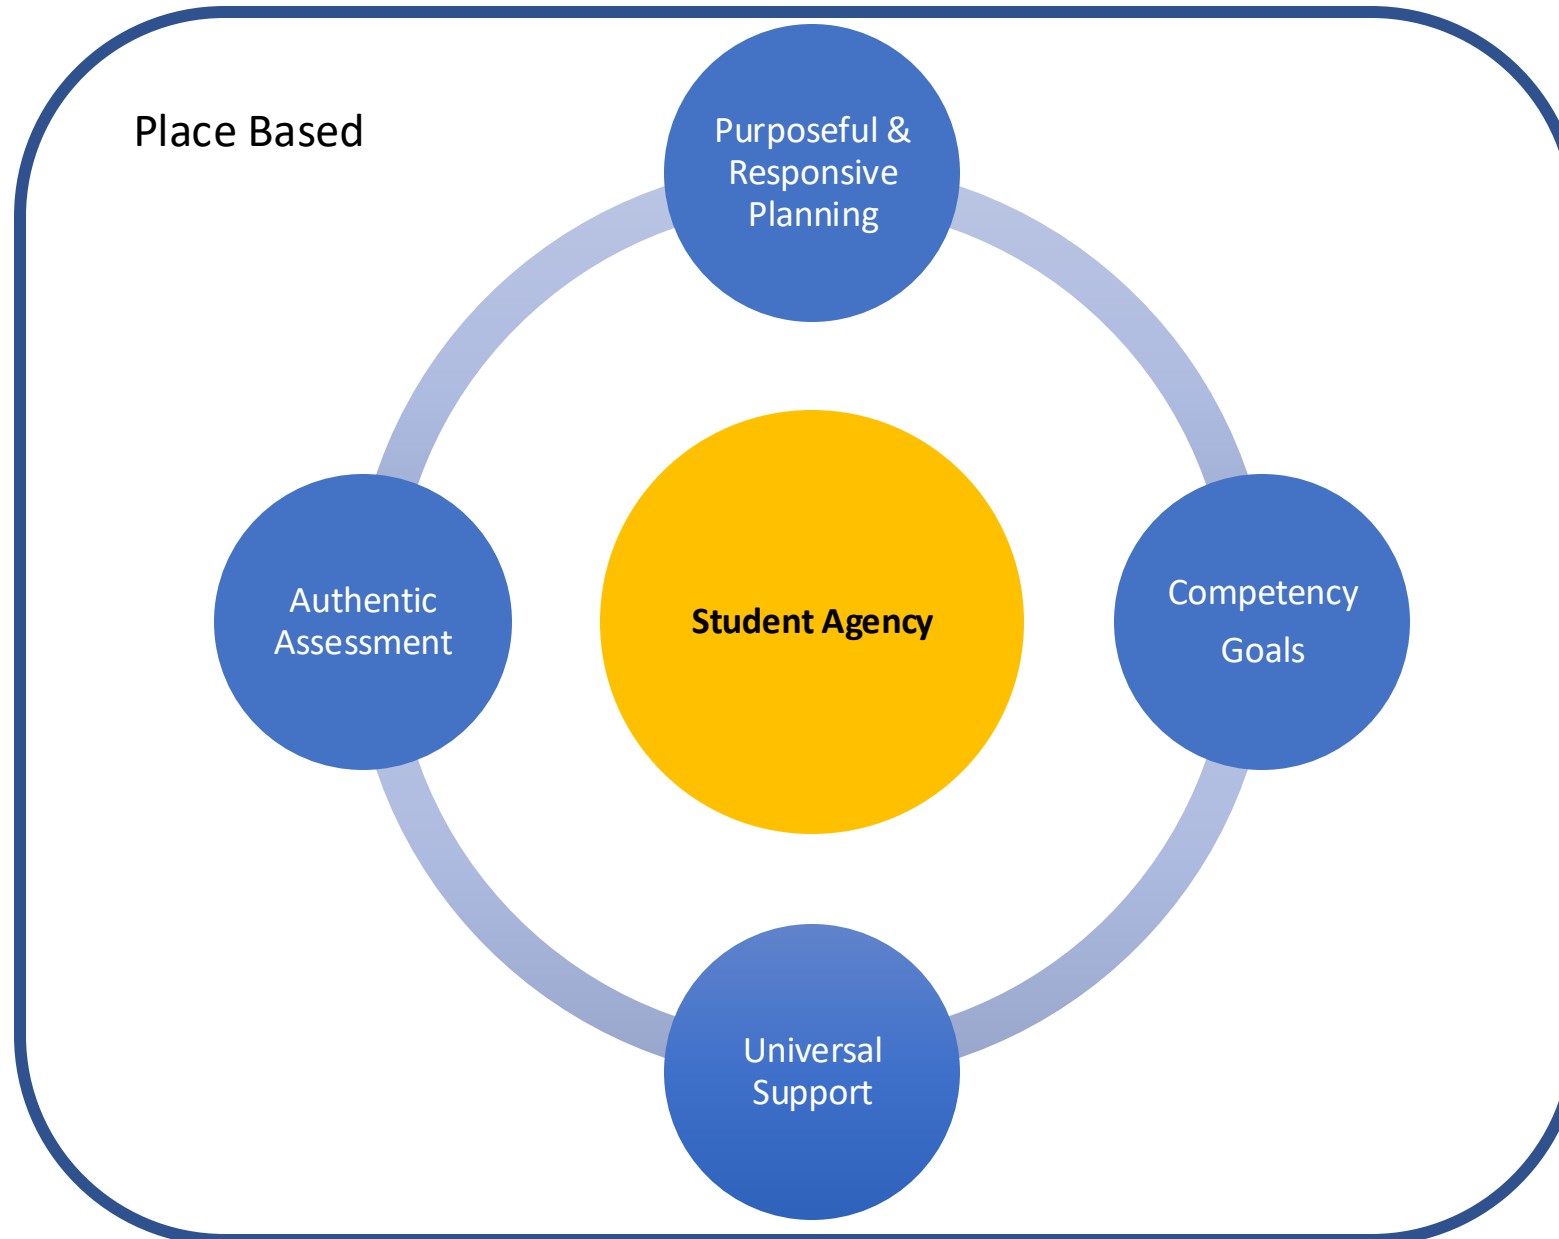 Place Based
Purposeful &
Responsive
Planning
Authentic
Assessment
Student Agency
Competency
Goals
Universal
Support